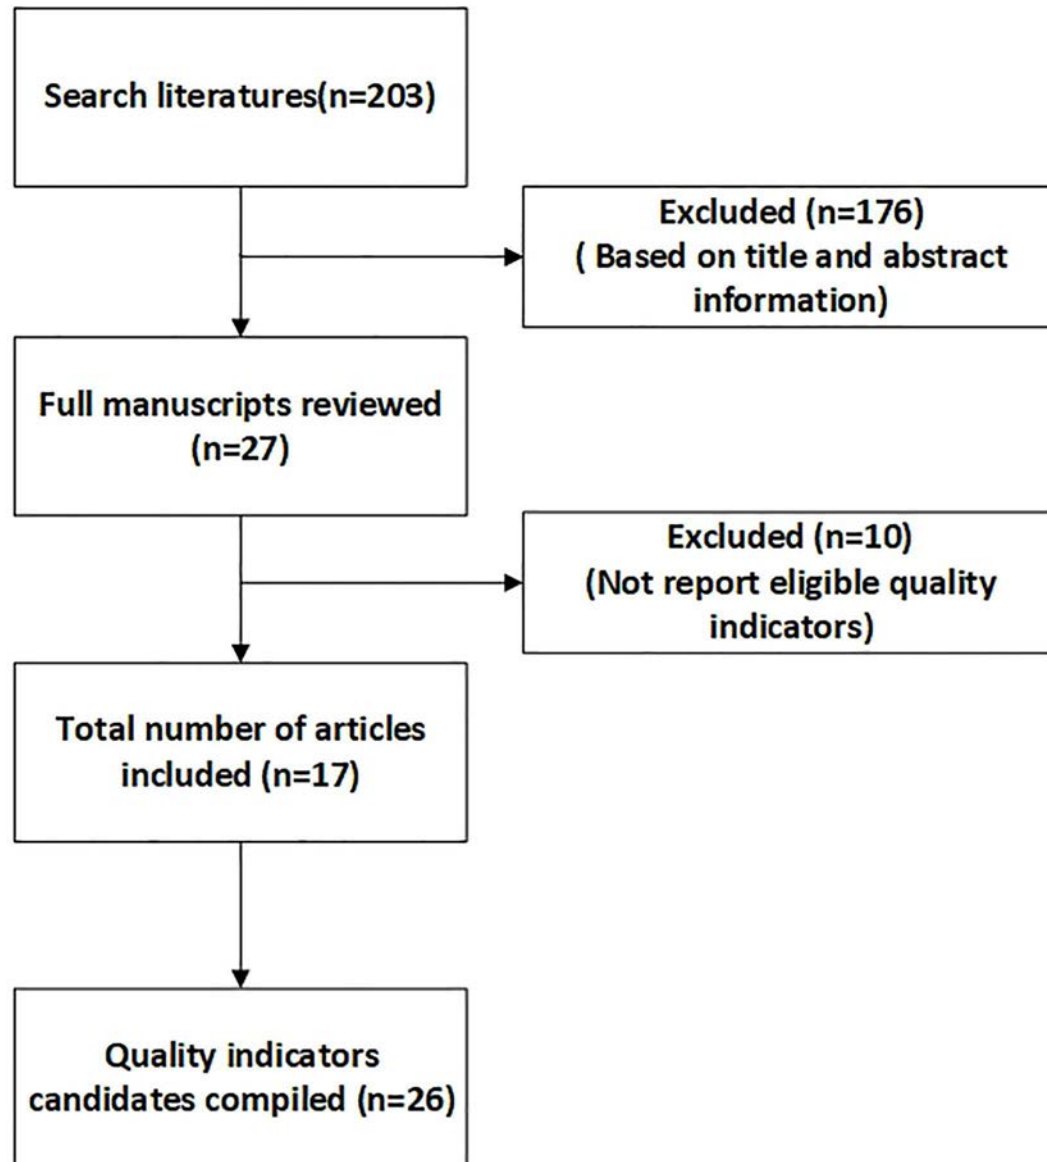 Search literatures(n=203)
Excluded (n=176)
( Based on title and abstract
information)
Full manuscripts reviewed
(n=27)
Excluded (n=10)
(Not report eligible quality
indicators)
Total number of articles
included (n=17)
Quality indicators
candidates compiled (n=26)